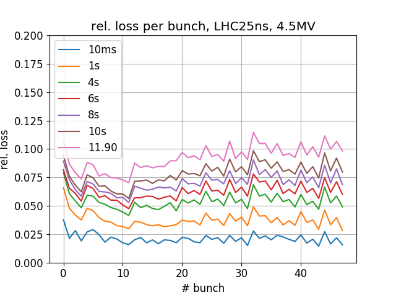 rel. loss per bunch, LHC25ns, 4.5MV
0.200
0.175
0.150
0.125
0.100
0.075
0.050
0.025
0.000
rel. loss
10ms
1s
4s
6s
8s
10s
11.90
0
10
20
30
40
# bunch